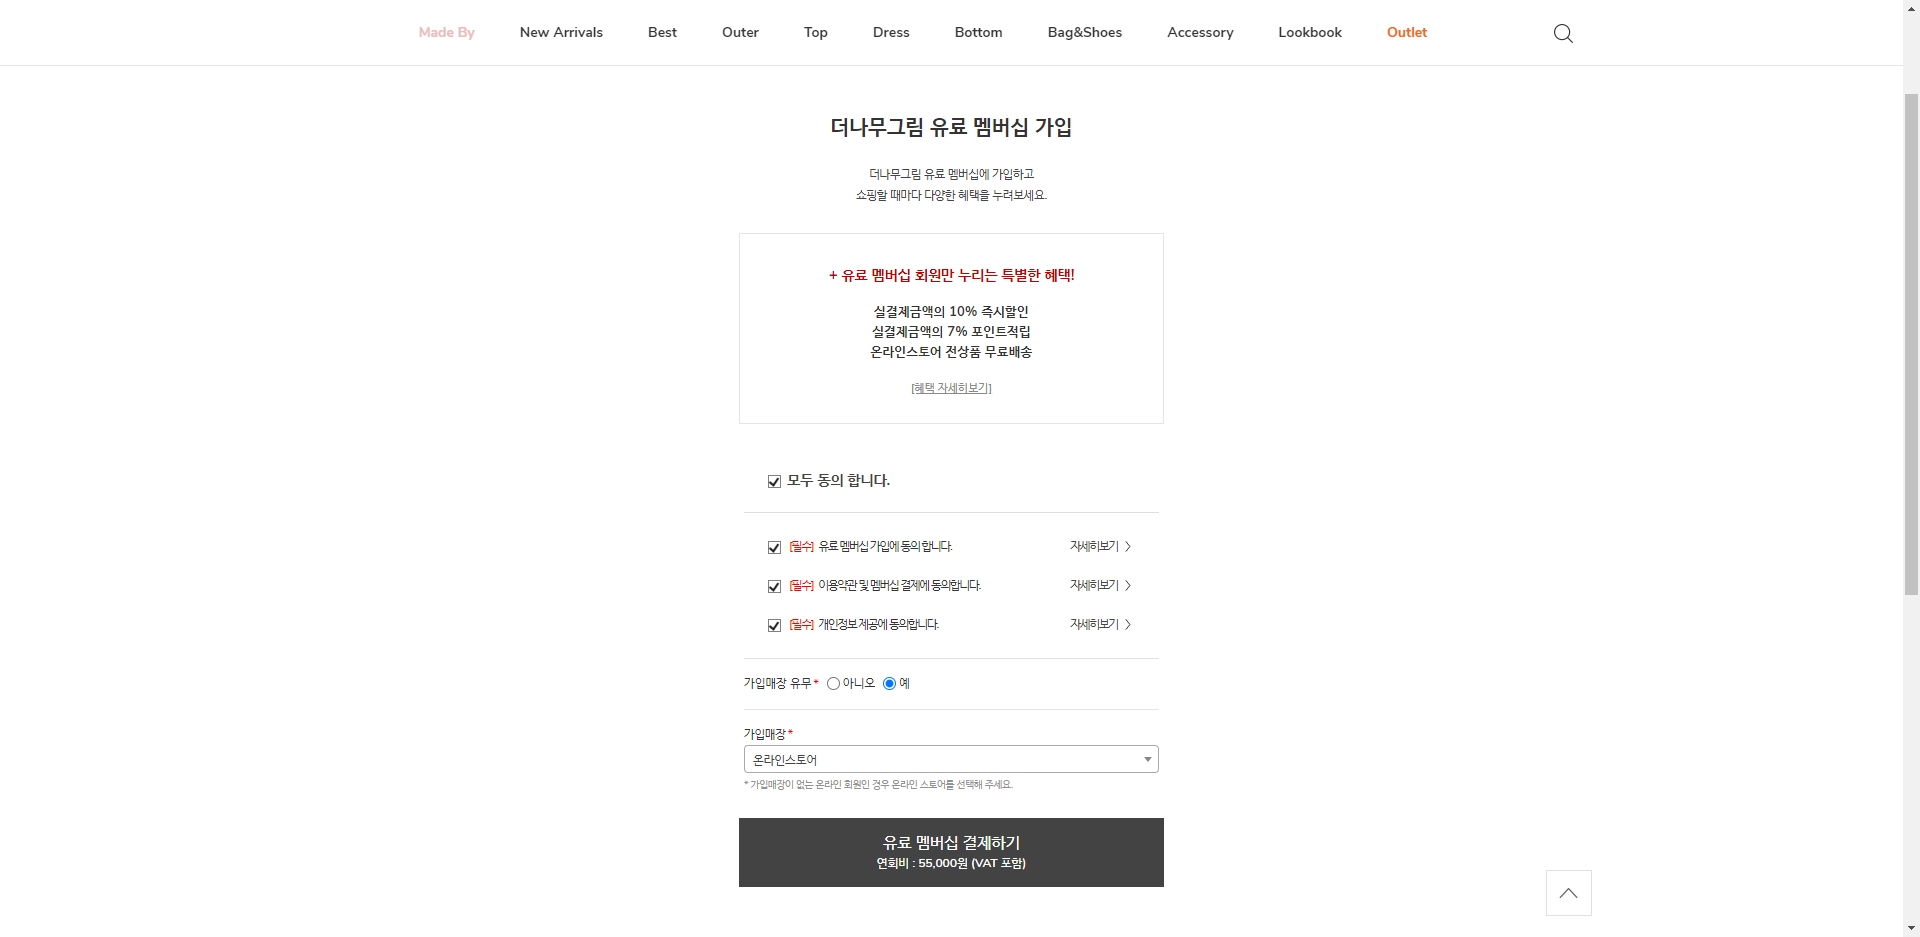 Made By New Arrivals Best Outer Top Dress Bottom Bag&Shoes Accessory Lookbook Outlet
더나무그림 유료 멤버십 가입
더나무그림 유료 멤버십에 가입하고
쇼핑할 때마다 다양한 혜택을 누려보세요.
+ 유료 멤버십 회원만 누리는 특별한 혜택!
실결제금액의 10% 즉시할인
실결제금액의 7% 포인트적립
온라인스토어 전상품 무료배송
[혜택 자세히보기]
모두 동의 합니다.
[필수] 유료 멤버십 가입에 동의 합니다. 자세히보기
[필수] 이용약관 및 멤버십 결제에 동의합니다. 자세히보기
[필수] 개인정보 제공에 동의합니다. 자세히보기
가입매장 유무* 아니오 예
가입매장*
온라인스토어
* 가입매장이 없는 온라인 회원인 경우 온라인 스토어를 선택해 주세요.
유료 멤버십 결제하기
연회비 : 55,000원 (VAT 포함)